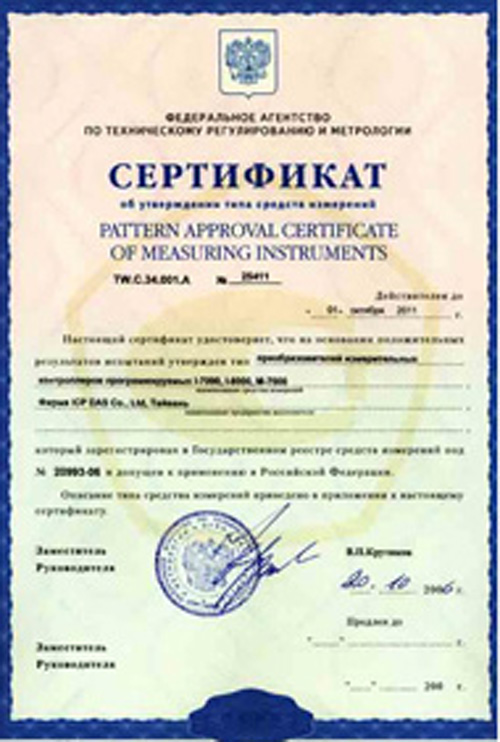 ФЕДЕРАЛЬНОЕ АГЕНТСТВО
ПО ТЕХНИЧЕСКОМУ РЕГУЛИРОВАНИЮ И МЕТРОЛОГИИ
СЕРТИФИКАТ
об утверждении типа средств измерений
PATTERN APPROVAL CERTIFICATE
OF MEASURING INSTRUMENTS
TW.C.34.001.A № 25411
Действителен до
" 01 " октября 2011 г.
Настоящий сертификат удостоверяет, что на основании положительных
результатов испытаний утвержден тип преобразователей измерительных
контроллеров программируемых I-7000, I-8000, M-7000
наименование средства измерений
Фирма ICP DAS Co., Ltd, Тайвань
наименование предприятия-изготовителя
который зарегистрирован в Государственном реестре средств измерений под
№ 20993-06 и допущен к применению в Российской Федерации.
Описание типа средства измерений приведено в приложении к настоящему
сертификату.
Заместитель
Руководителя
В.Н.Крутиков
20. 10 2006 г.
Продлен до
" " г.
Заместитель
Руководителя
" " 200 г.